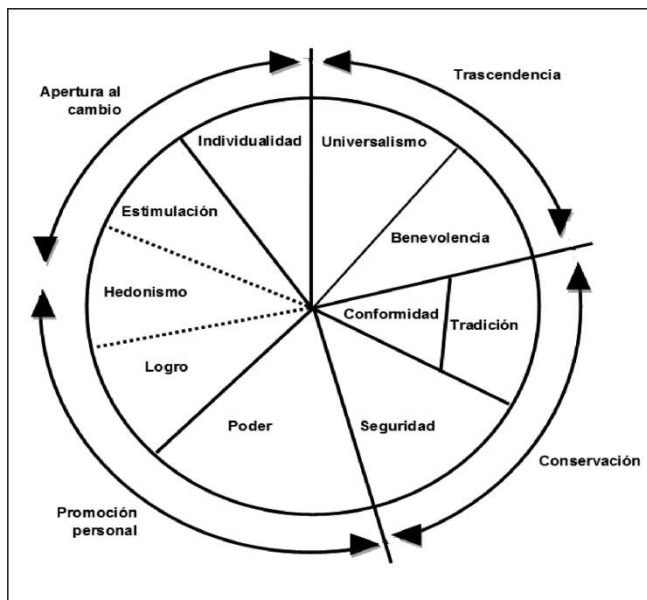 Apertura al
cambio
Trascendencia
Individualidad
Universalismo
Estimulación
Benevolencia
Hedonismo
Conformidad
Tradición
Logro
Poder
Seguridad
Conservación
Promoción
personal